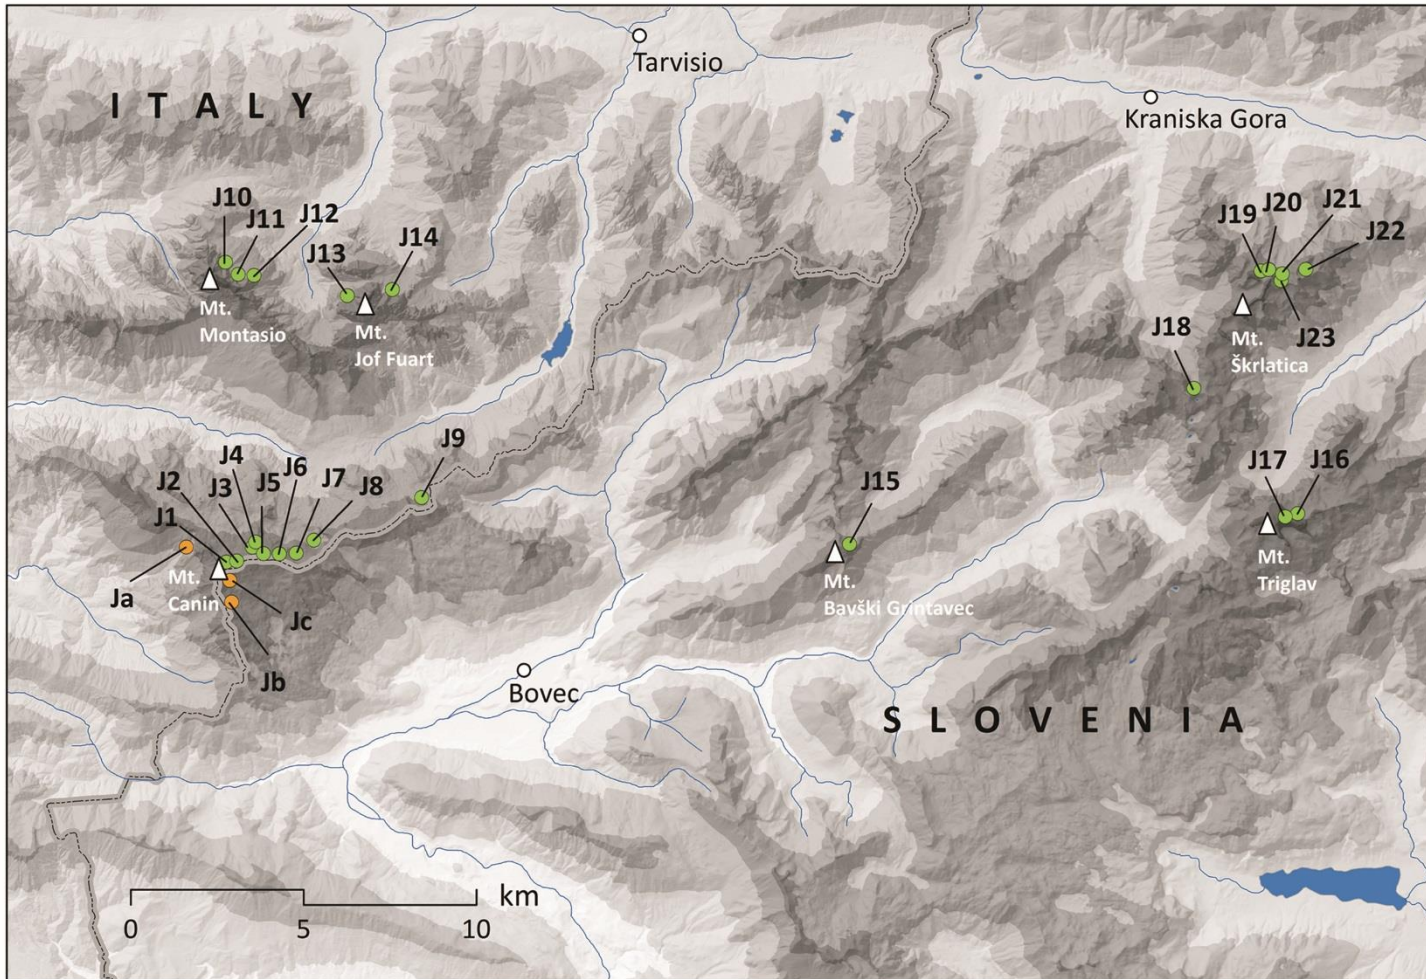 Tarvisio
I T A L Y
Kraniska Gora
J10
J11
J12
J13
J14
J19
J20
J21
J22
J23
Mt.
Montasio
Mt.
Jof Fuart
Mt.
Škrlatica
J18
J9
J4
J6
J2
J3
J5
J7
J8
J1
J15
J17
J16
Ja
Mt.
Canin
Jc
Jb
Mt.
Bavški Grintavec
Mt.
Triglav
Bovec
S L O V E N I A
km
0
5
10